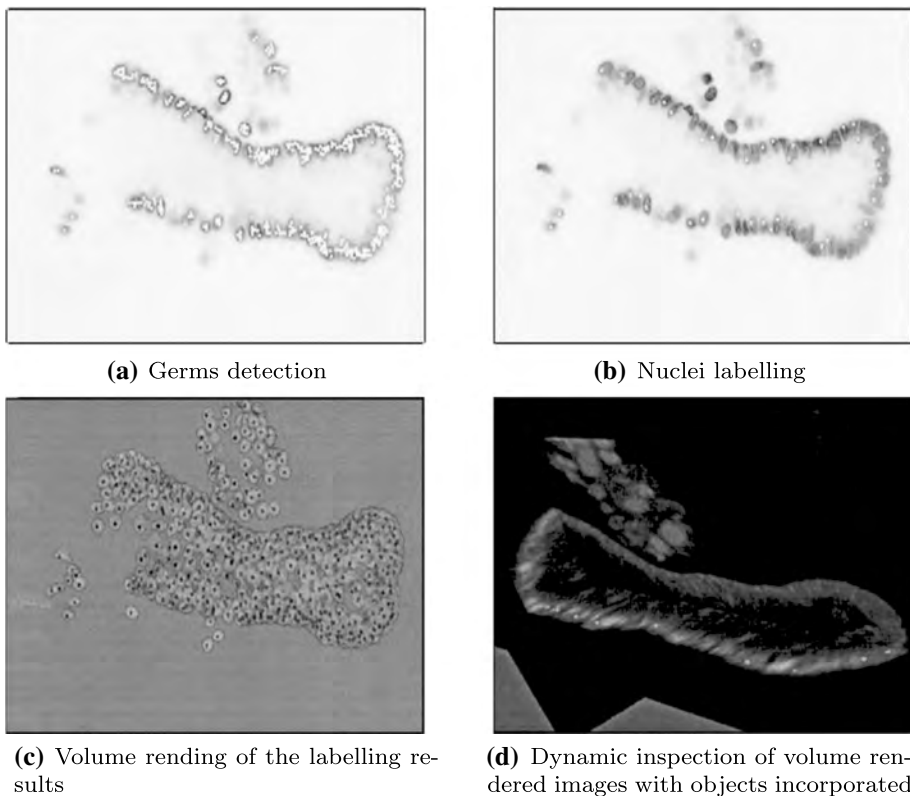 (a) Germs detection
(b) Nuclei labelling
(c) Volume rending of the labelling re-
sults
(d) Dynamic inspection of volume ren-
dered images with objects incorporated